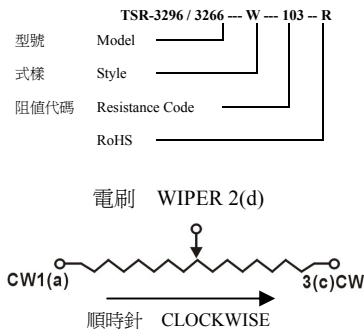 TSR-3296 / 3266 --- W --- 103 -- R
型號 Model
式樣 Style
阻值代碼 Resistance Code
RoHS
電刷 WIPER 2(d)
CW1(a) 3(c)CW
順時針 CLOCKWISE